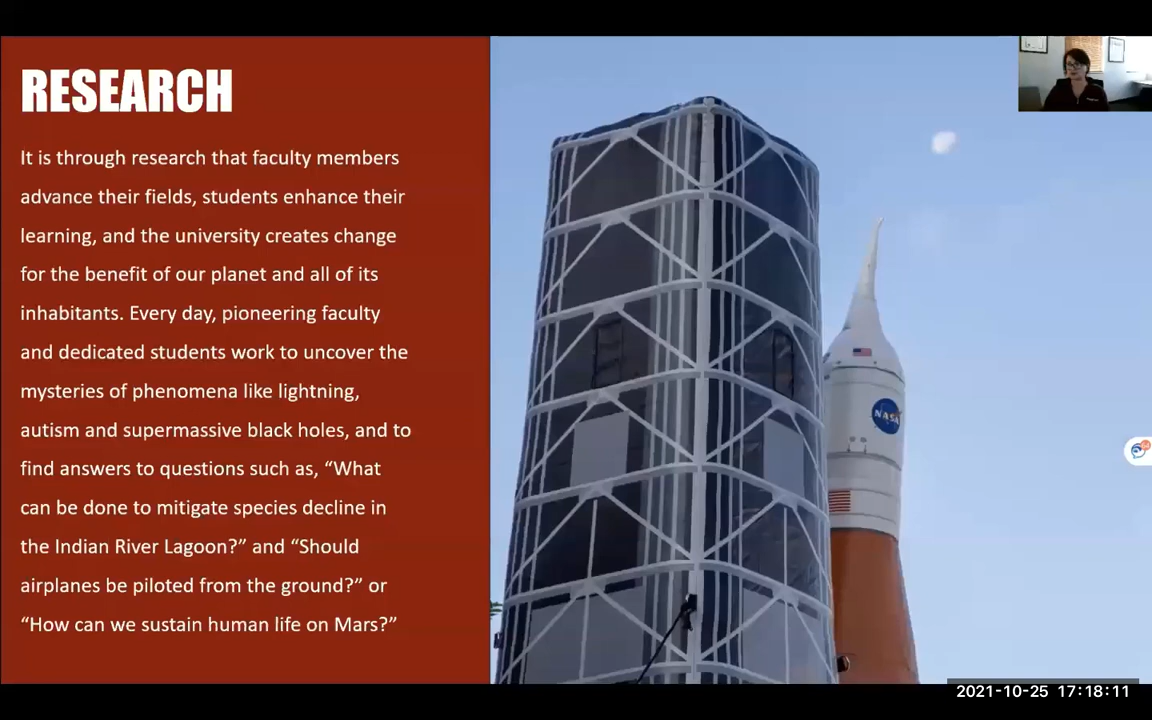 RESEARCH
It is through research that faculty members
advance their fields, students enhance their
learning, and the university creates change
for the benefit of our planet and all of its
inhabitants. Every day, pioneering faculty
and dedicated students work to uncover the
mysteries of phenomena like lightning,
autism and supermassive black holes, and to
find answers to questions such as, “What
can be done to mitigate species decline in
the Indian River Lagoon?” and “Should
airplanes be piloted from the ground?” or
“How can we sustain human life on Mars?”
NASA
2021-10-25 17:18:11